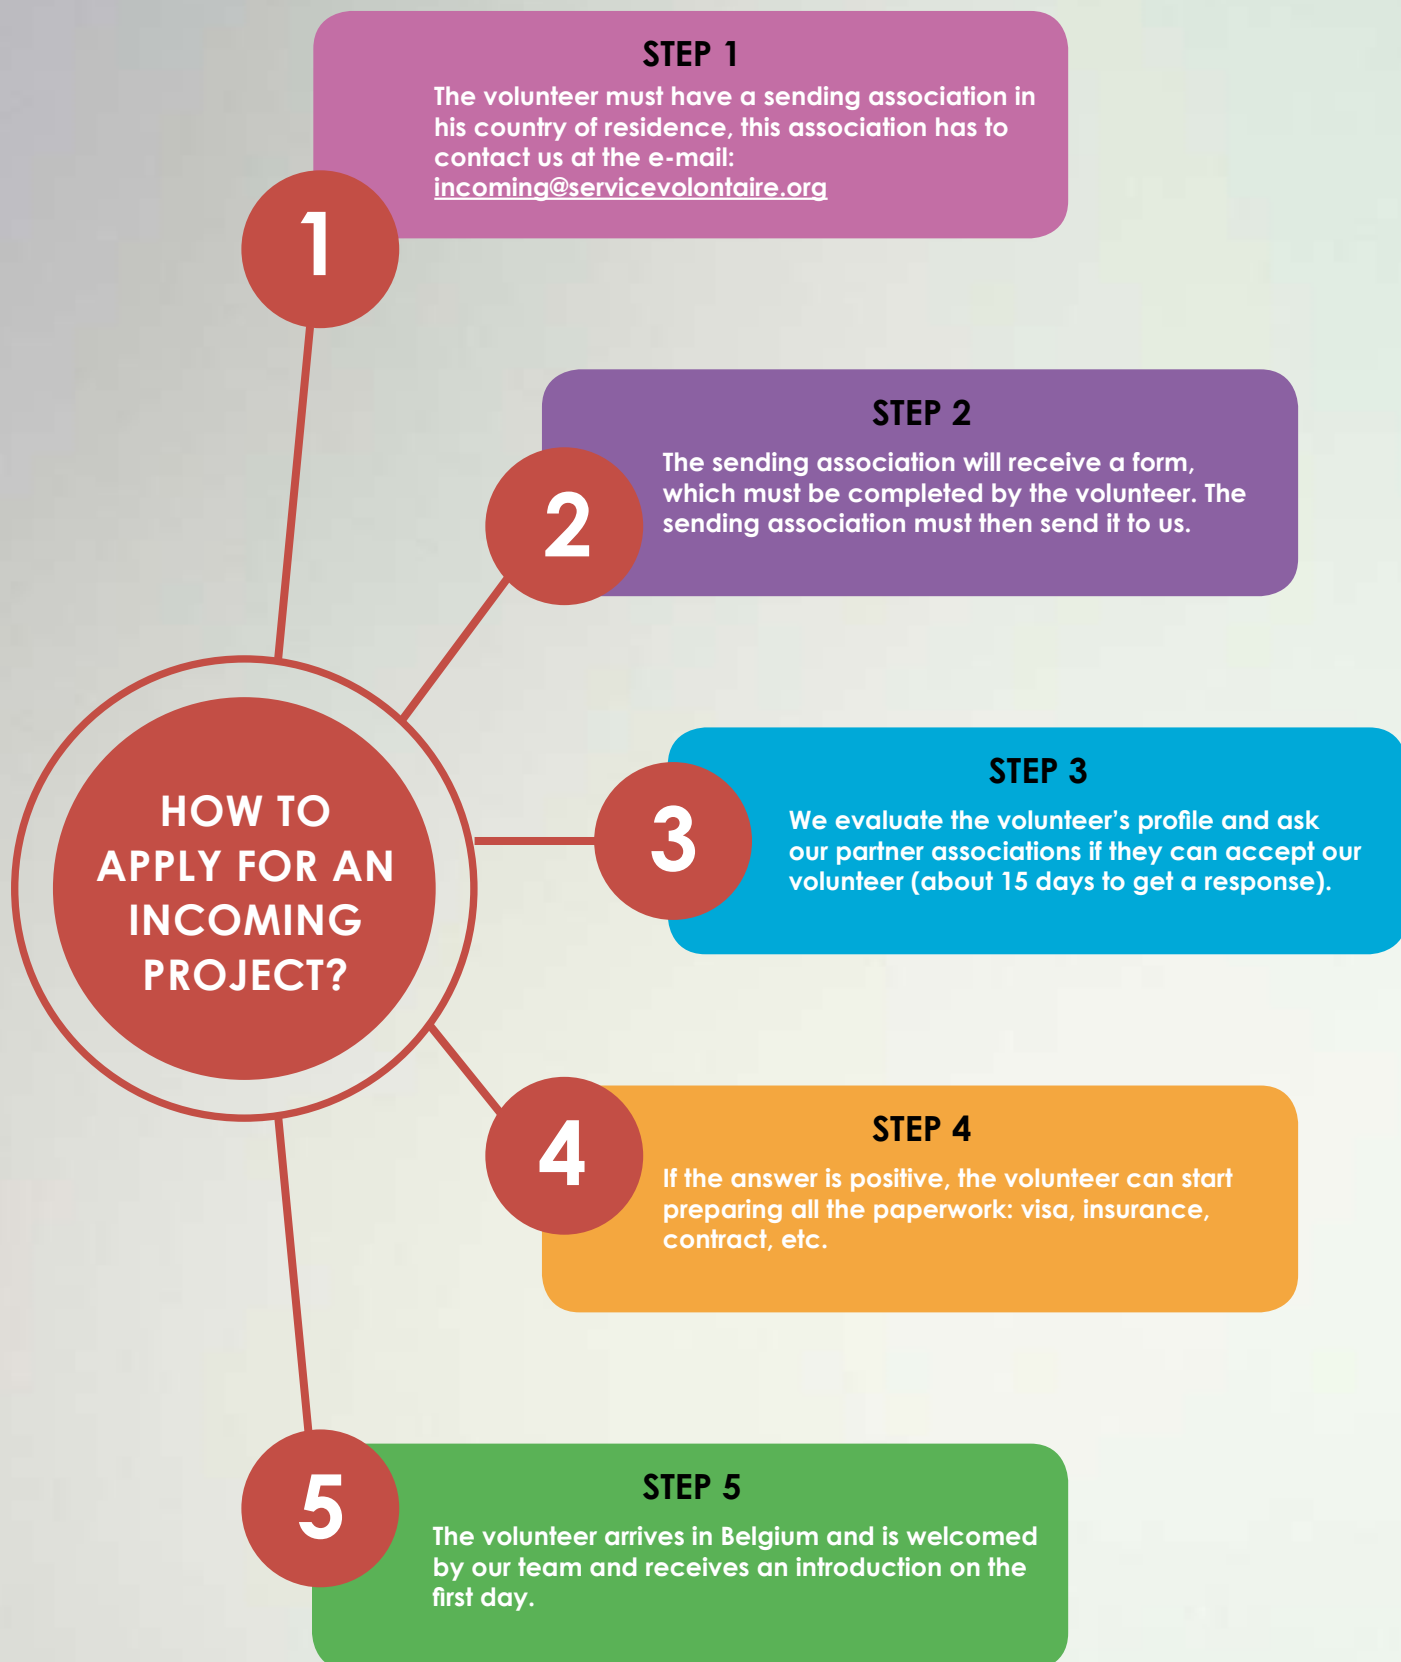 STEP 1
The volunteer must have a sending association in
his country of residence, this association has to
contact us at the e-mail:
incoming@servicevolontaire.org
1
STEP 2
The sending association will receive a form,
which must be completed by the volunteer. The
sending association must then send it to us.
2
HOW TO
APPLY FOR AN
INCOMING
PROJECT?
STEP 3
We evaluate the volunteer’s profile and ask
our partner associations if they can accept our
volunteer (about 15 days to get a response).
3
STEP 4
If the answer is positive, the volunteer can start
preparing all the paperwork: visa, insurance,
contract, etc.
4
STEP 5
The volunteer arrives in Belgium and is welcomed
by our team and receives an introduction on the
first day.
5